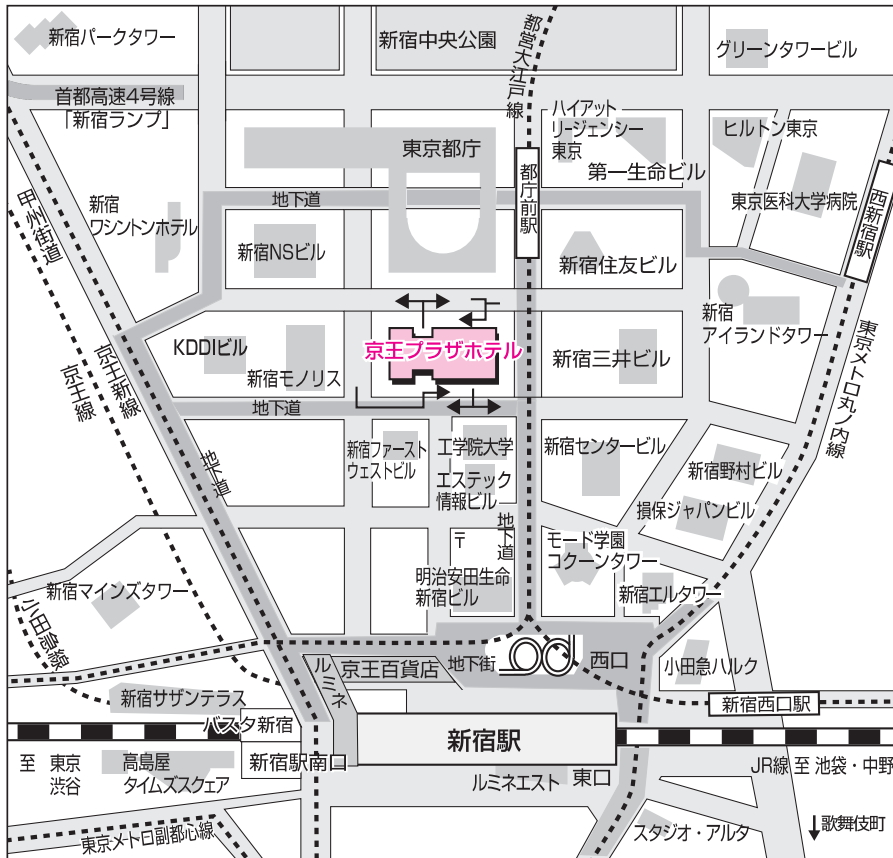 新宿パークタワー
新宿中央公園
都営大江戸線
グリーンタワービル
首都高速4号線
「新宿ランプ」
ハイアット
リージェンシー
東京
ヒルトン東京
東京都庁
都庁前駅
第一生命ビル
東京医科大学病院
西新宿駅
甲州街道
新宿
ワシントンホテル
地下道
新宿NSビル
新宿住友ビル
新宿
アイランドタワー
KDDIビル
新宿モノリス
京王プラザホテル
新宿三井ビル
京王新線
京王線
東京メトロ丸ノ内線
地下道
地下道
新宿ファースト
ウェストビル
工学院大学
エステック
情報ビル
新宿センタービル
新宿野村ビル
損保ジャパンビル
地下道
〒
明治安田生命
新宿ビル
モード学園
コクーンタワー
新宿エルタワー
新宿マインズタワー
小田急線
ルミネ
京王百貨店
地下街
西口
小田急ハルク
新宿サザンテラス
バスタ新宿
新宿西口駅
新宿駅
至 東京
渋谷
高島屋
タイムズスクェア
新宿駅南口
ルミネエスト
東口
JR線 至 池袋・中野
東京メトロ副都心線
スタジオ・アルタ
↓歌舞伎町